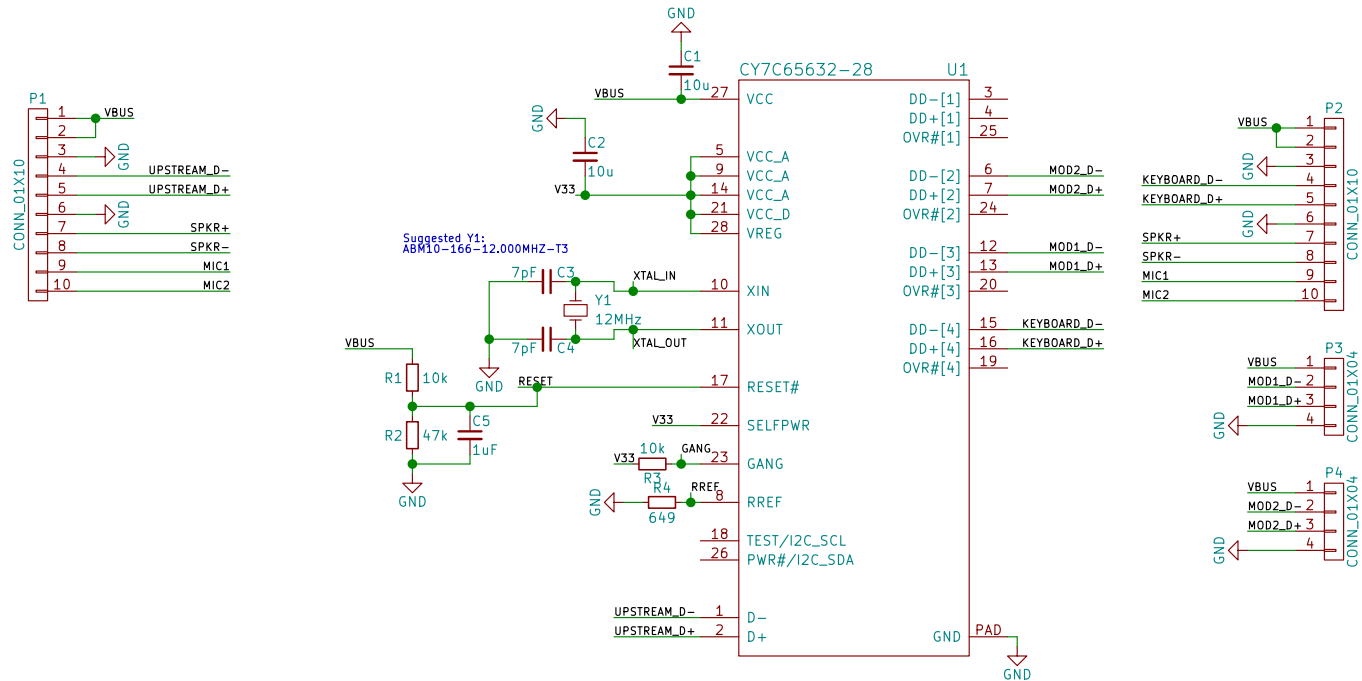 P1
CONN_01X10
1 VBUS
2
3 GND
4 UPSTREAM_D-
5 UPSTREAM_D+
6 GND
7 SPKR+
8 SPKR-
9 MIC1
10 MIC2
GND
C1
10u
VBUS
GND
C2
10u
V33
Suggested Y1:
ABM10-166-12.000MHZ-T3
7pF C3
XTAL_IN
Y1
12MHz
7pF C4
XTAL_OUT
GND
VBUS
R1 10k
R2 47k
C5
1uF
GND
RESET
V33
10k
GANG
V33
R3
R4
RREF
GND
649
UPSTREAM_D-
UPSTREAM_D+
CY7C65632-28 U1
27 VCC
5 VCC_A
9 VCC_A
14 VCC_A
21 VCC_D
28 VREG
10 XIN
11 XOUT
17 RESET#
22 SELFPWR
23 GANG
8 RREF
18 TEST/I2C_SCL
26 PWR#/I2C_SDA
1 D-
2 D+
DD-[1] 3
DD+[1] 4
OVR#[1] 25
DD-[2] 6 MOD2_D-
DD+[2] 7 MOD2_D+
OVR#[2] 24
DD-[3] 12 MOD1_D-
DD+[3] 13 MOD1_D+
OVR#[3] 20
DD-[4] 15 KEYBOARD_D-
DD+[4] 16 KEYBOARD_D+
OVR#[4] 19
GND PAD
GND
P2
CONN_01X10
VBUS 1
2
GND 3
KEYBOARD_D- 4
KEYBOARD_D+ 5
GND 6
SPKR+ 7
SPKR- 8
MIC1 9
MIC2 10
P3
CONN_01X04
VBUS 1
MOD1_D- 2
MOD1_D+ 3
GND 4
P4
CONN_01X04
VBUS 1
MOD2_D- 2
MOD2_D+ 3
GND 4